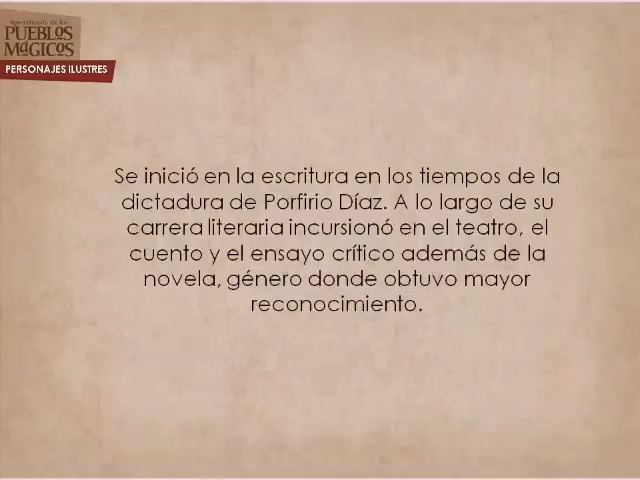 Aprendiendo de los
PUEBLOS
MáGICOS
PERSONAJES ILUSTRES
Se inició en la escritura en los tiempos de la
dictadura de Porfirio Díaz. A lo largo de su
carrera literaria incursionó en el teatro, el
cuento y el ensayo crítico además de la
novela, género donde obtuvo mayor
reconocimiento.